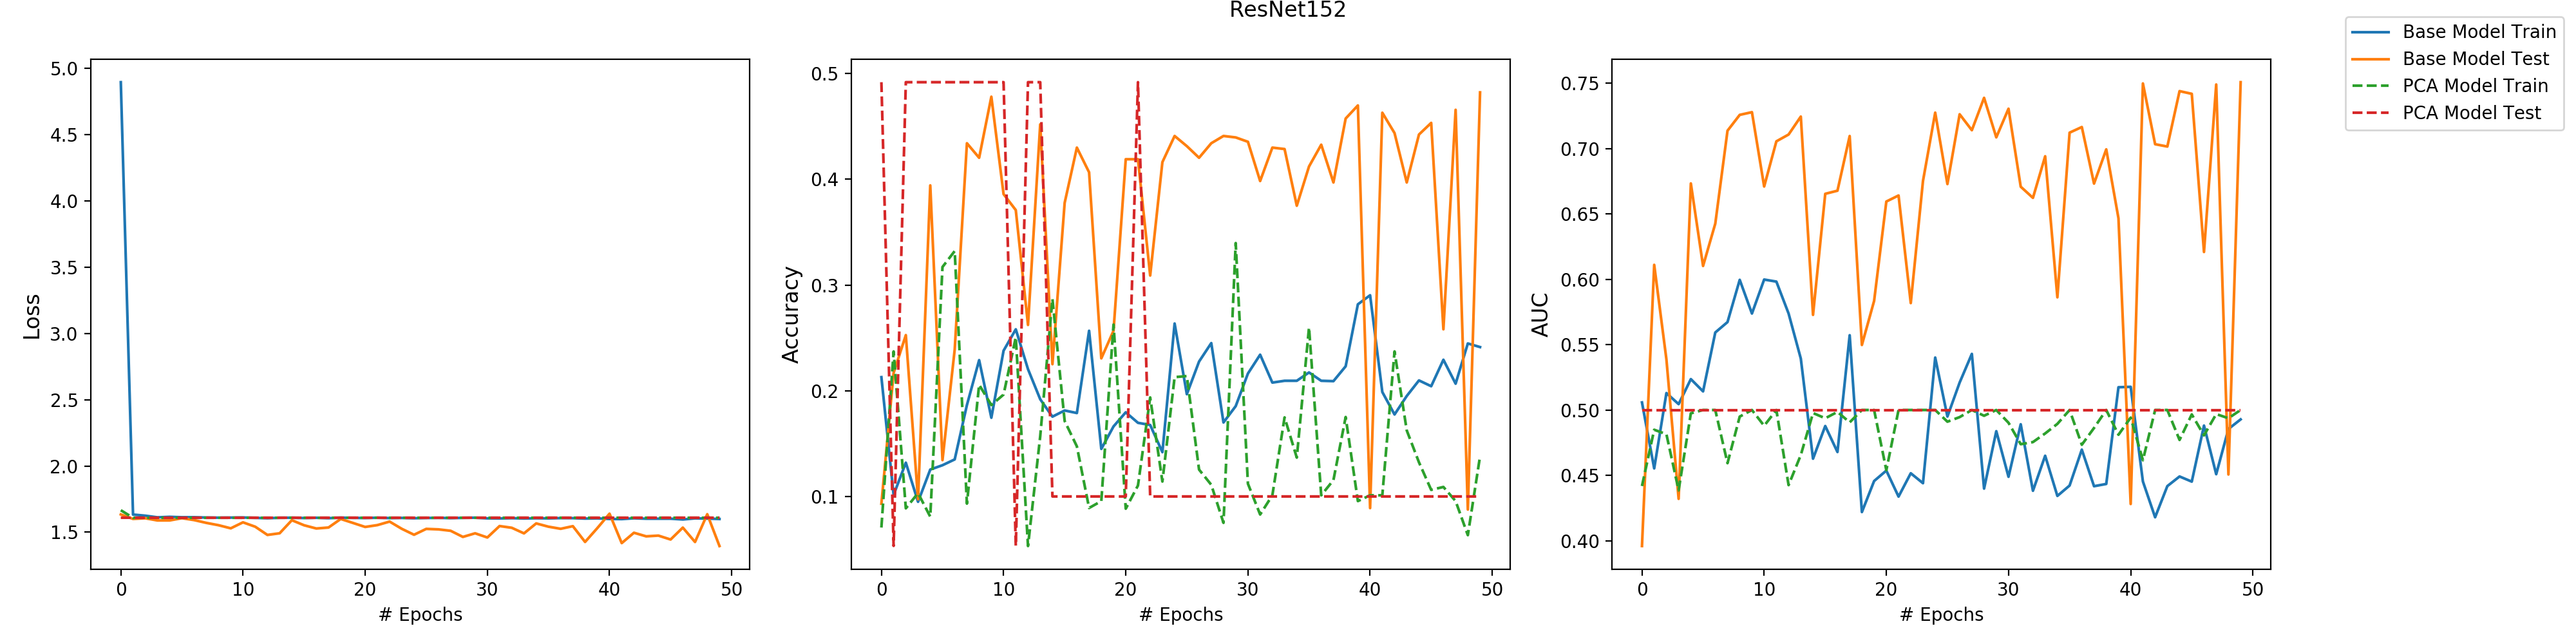 ResNet152
Base Model Train
Base Model Test
PCA Model Train
PCA Model Test
Loss
5.0
4.5
4.0
3.5
3.0
2.5
2.0
1.5
0 10 20 30 40 50
# Epochs
Accuracy
0.5
0.4
0.3
0.2
0.1
0 10 20 30 40 50
# Epochs
AUC
0.75
0.70
0.65
0.60
0.55
0.50
0.45
0.40
0 10 20 30 40 50
# Epochs